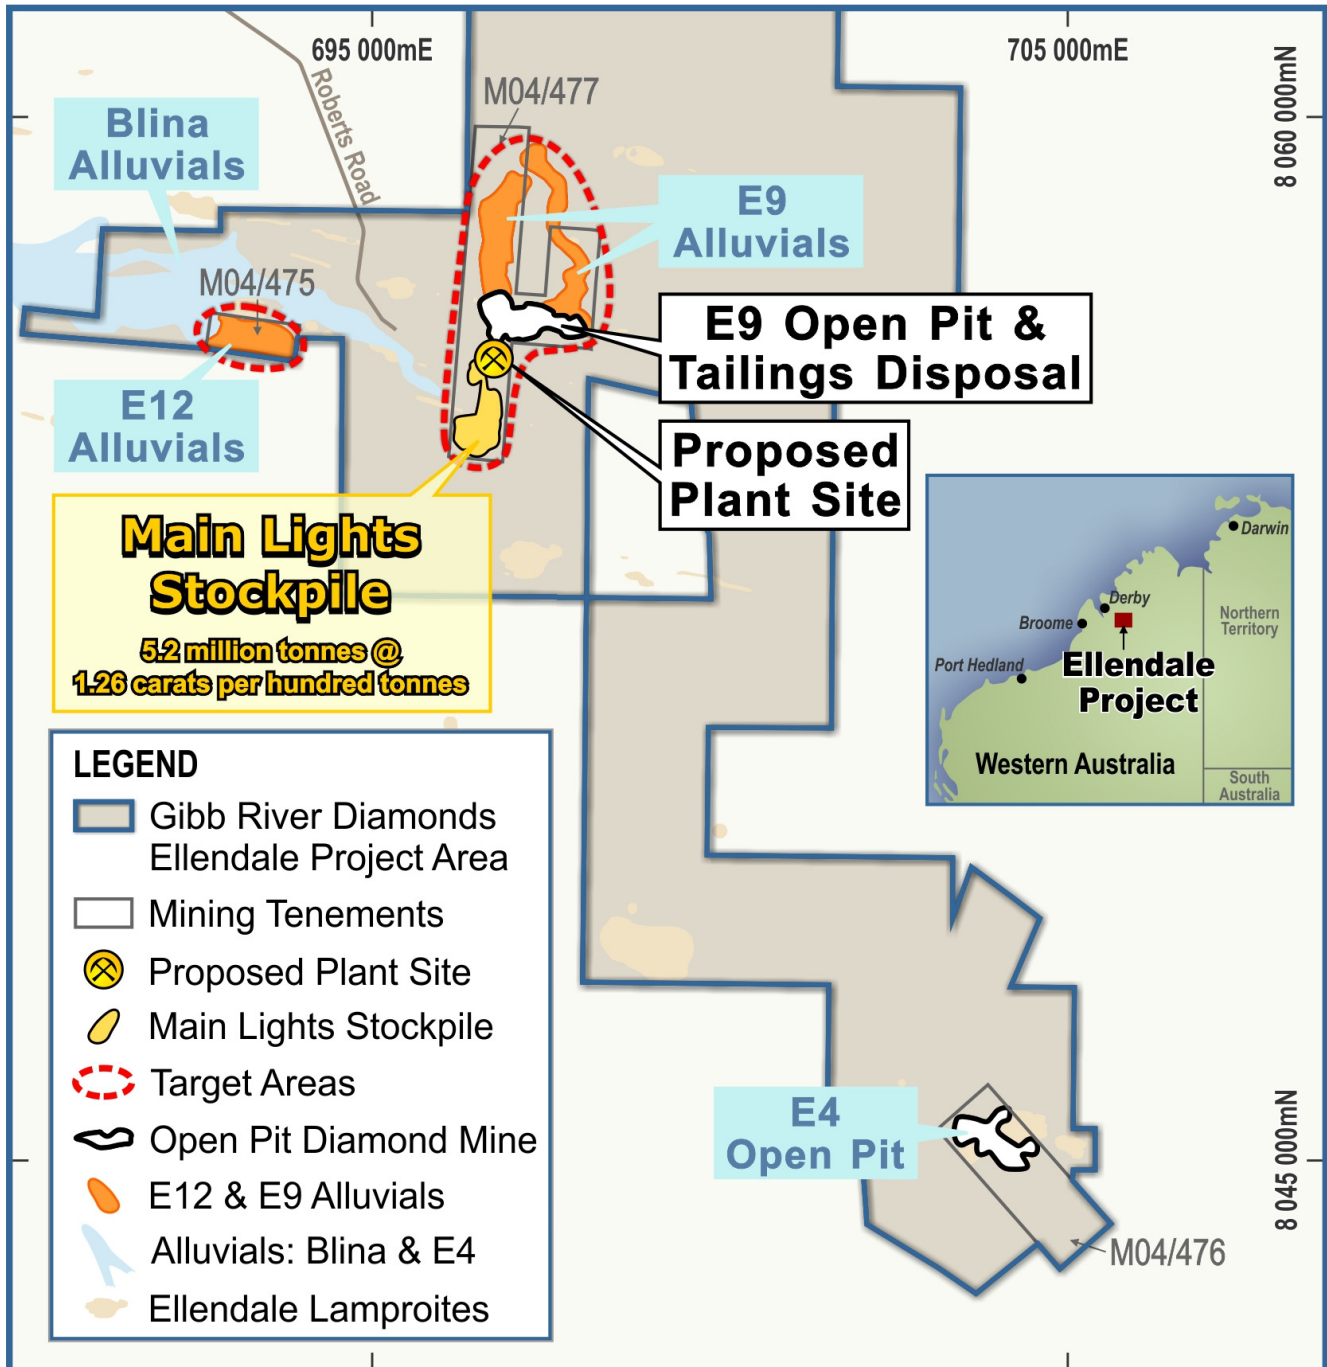 695 000mE
705 000mE
8 060 000mN
Roberts Road
M04/477
Blina
Alluvials
E9
Alluvials
M04/475
E9 Open Pit &
Tailings Disposal
E12
Alluvials
Proposed
Plant Site
Main Lights
Stockpile
5.2 million tonnes @
1.26 carats per hundred tonnes
Darwin
Derby
Broome
Northern
Territory
Port Hedland
Ellendale
Project
Western Australia
South
Australia
LEGEND
Gibb River Diamonds
Ellendale Project Area
Mining Tenements
Proposed Plant Site
Main Lights Stockpile
Target Areas
Open Pit Diamond Mine
E12 & E9 Alluvials
Alluvials: Blina & E4
Ellendale Lamproites
E4
Open Pit
8 045 000mN
M04/476